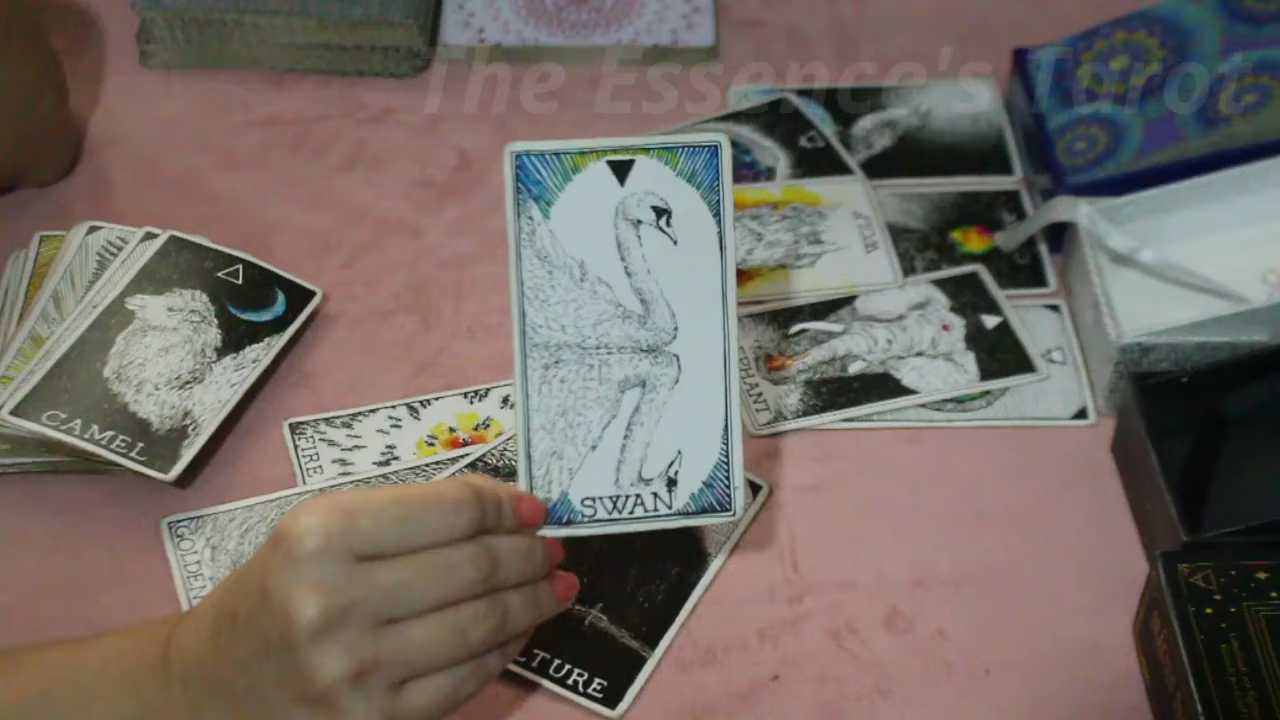 The Essence's Tarot
SWAN
CAMEL
FIRE
GOLDEN
LTURE
PHANT